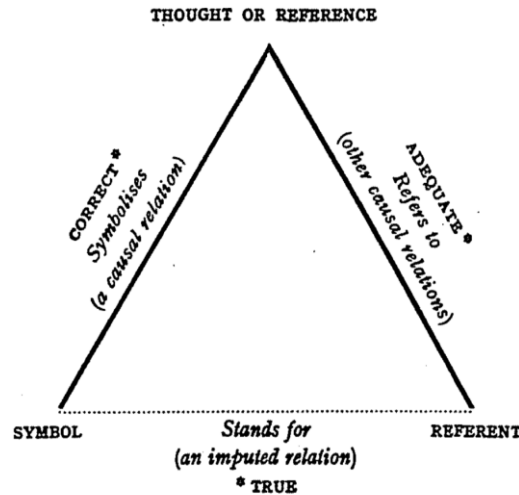 THOUGHT OR REFERENCE
CORRECT*
Symbolises
(a causal relation)
ADEQUATE*
Refers to
(other causal relations)
SYMBOL
Stands for
(an imputed relation)
* TRUE
REFERENT